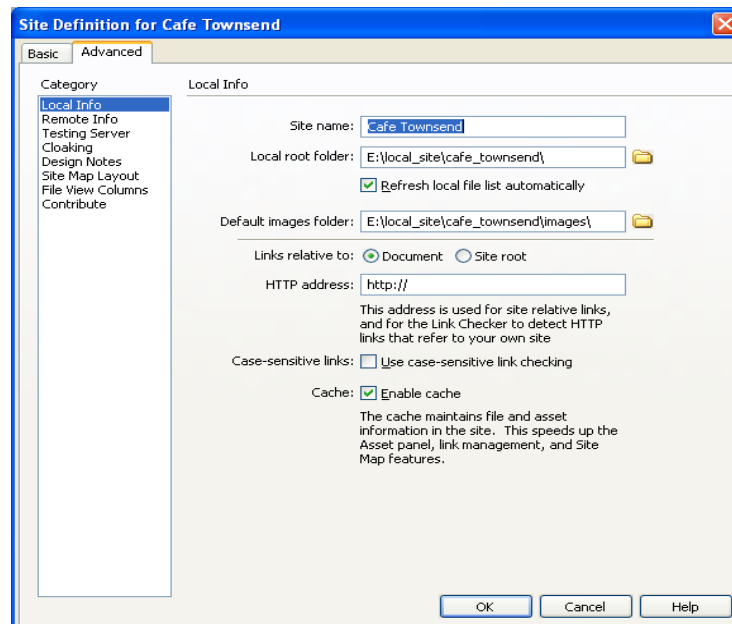 Site Definition for Cafe Townsend
Basic
Advanced
Category
Local Info
Remote Info
Testing Server
Cloaking
Design Notes
Site Map Layout
File View Columns
Contribute
Local Info
Site name: Cafe Townsend
Local root folder: E:\local_site\cafe_townsend\
Refresh local file list automatically
Default images folder: E:\local_site\cafe_townsend\images\
Links relative to: Document Site root
HTTP address: http://
This address is used for site relative links,
and for the Link Checker to detect HTTP
links that refer to your own site
Case-sensitive links: Use case-sensitive link checking
Cache: Enable cache
The cache maintains file and asset
information in the site. This speeds up the
Asset panel, link management, and Site
Map features.
OK Cancel Help